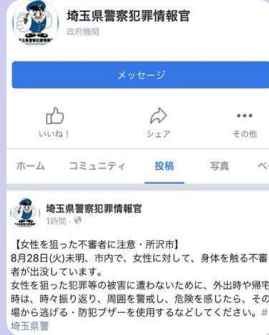 埼玉県警察犯罪情報官
政府機関
メッセージ
いいね！
シェア
その他
ホーム コミュニティ 投稿 写真
埼玉県警察犯罪情報官
1時間・
【女性を狙った不審者に注意・所沢市】
8月28日(火)未明、市内で、女性に対して、身体を触る不審
者が出没しています。
女性を狙った犯罪等の被害に遭わないために、外出時や帰宅
時は、時々振り返り、周囲を警戒し、危険を感じたら、その
場から逃げる・防犯ブザーを使用するなどしてください。#
埼玉県警